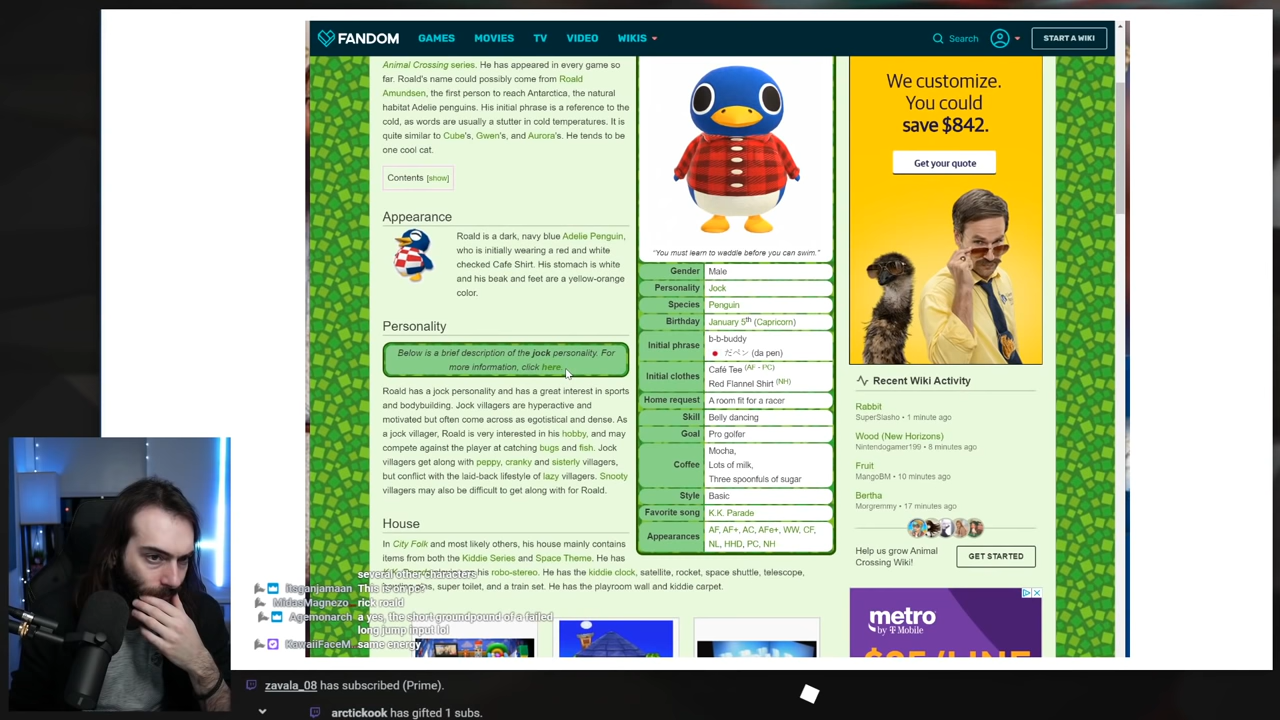 FANDOM
GAMES
MOVIES
TV
VIDEO
WIKIS
Search
START A WIKI
Animal Crossing series. He has appeared in every game so
far. Roald's name could possibly come from Roald
Amundsen, the first person to reach Antarctica, the natural
habitat Adelie penguins. His initial phrase is a reference to the
cold, as words are usually a stutter in cold temperatures. It is
quite similar to Cube's, Gwen's, and Aurora's. He tends to be
one cool cat.
Contents [show]
Appearance
Roald is a dark, navy blue Adelie Penguin,
who is initially wearing a red and white
checked Cafe Shirt. His stomach is white
and his beak and feet are a yellow-orange
color.
Personality
Below is a brief description of the jock personality. For
more information, click here.
Roald has a jock personality and has a great interest in sports
and bodybuilding. Jock villagers are hyperactive and
motivated but often come across as egotistical and dense. As
a jock villager, Roald is very interested in his hobby, and may
compete against the player at catching bugs and fish. Jock
villagers get along with peppy, cranky and sisterly villagers,
but conflict with the laid-back lifestyle of lazy villagers. Snooty
villagers may also be difficult to get along with for Roald.
House
In City Folk and most likely others, his house mainly contains
items from both the Kiddie Series and Space Theme. He has
his robo-stereo. He has the kiddie clock, satellite, rocket, space shuttle, telescope,
super toilet, and a train set. He has the playroom wall and kiddie carpet.
"You must learn to waddle before you can swim."
Gender Male
Personality Jock
Species Penguin
Birthday January 5th (Capricorn)
Initial phrase b-b-buddy
だペン (da pen)
Initial clothes Café Tee (AF - PC)
Red Flannel Shirt (NH)
Home request A room fit for a racer
Skill Belly dancing
Goal Pro golfer
Coffee Mocha,
Lots of milk,
Three spoonfuls of sugar
Style Basic
Favorite song K.K. Parade
Appearances AF, AF+, AC, AFe+, WW, CF,
NL, HHD, PC, NH
We customize.
You could
save $842.
Get your quote
Recent Wiki Activity
Rabbit
SuperSlasho • 1 minute ago
Wood (New Horizons)
Nintendogamer199 • 8 minutes ago
Fruit
MangoBM • 10 minutes ago
Bertha
Morgremmy • 17 minutes ago
Help us grow Animal
Crossing Wiki!
GET STARTED
metro
by T Mobile
$25/LINE
several other characters
Itsganjamaan This is on pc?
MidasMagnezo rick roald
Agemonarch a yes, the short groundpound of a failed
long jump input lol
KawaiiFaceM same energy
zavala_08 has subscribed (Prime).
arctickook has gifted 1 subs.